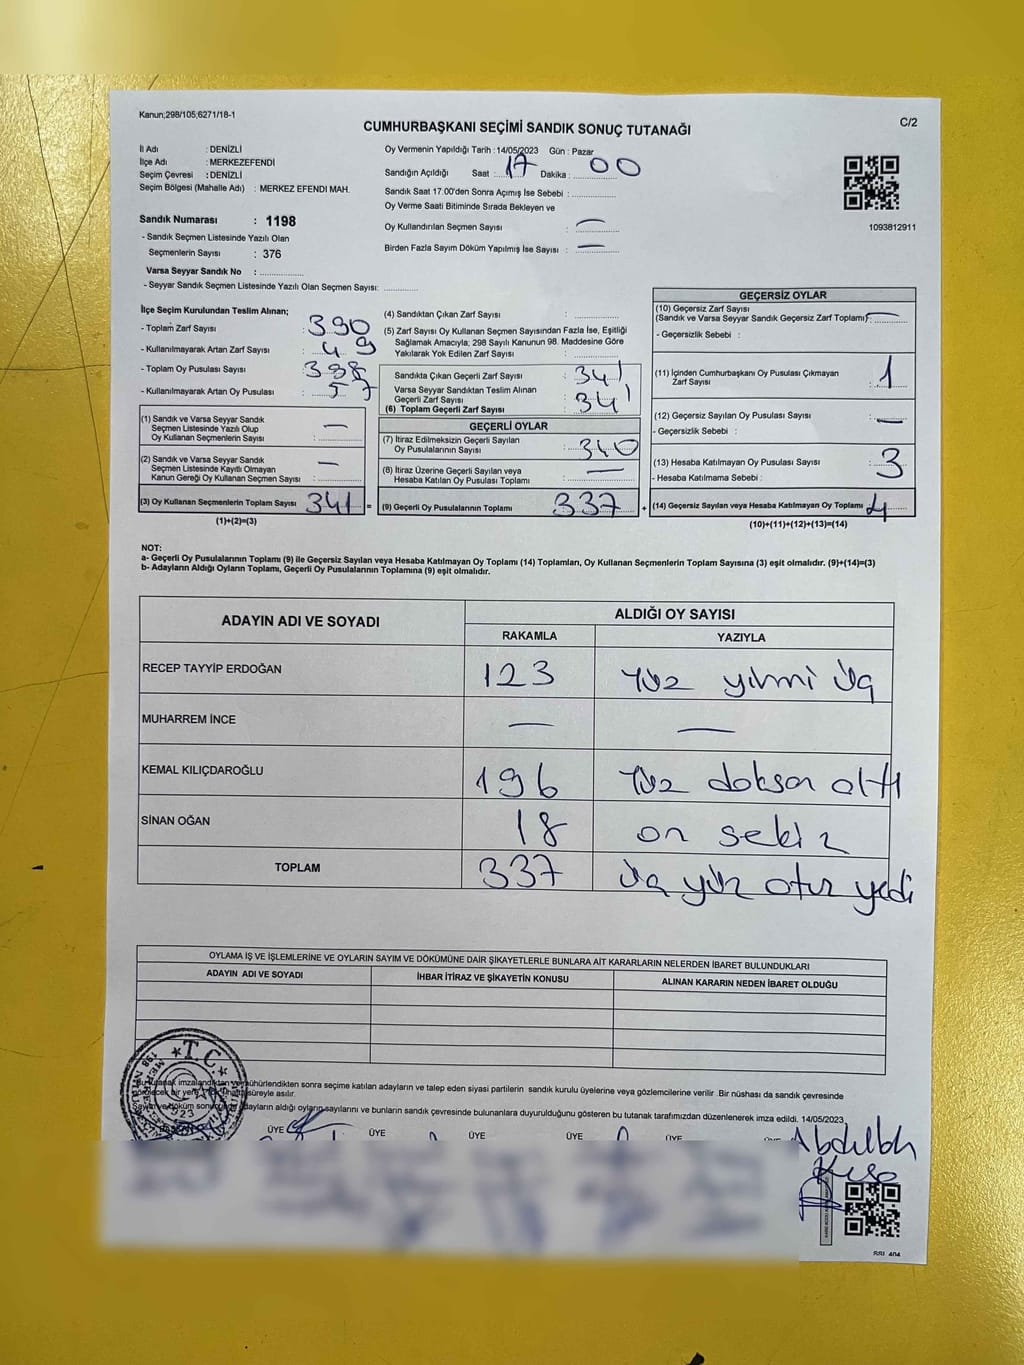 Kanun;298/105;6271/18-1
C/2
CUMHURBAŞKANI SEÇİMİ SANDIK SONUÇ TUTANAĞI
İl Adı : DENİZLİ
İlçe Adı : MERKEZEFENDİ
Seçim Çevresi : DENİZLİ
Seçim Bölgesi (Mahalle Adı) : MERKEZ EFENDİ MAH.
Sandık Numarası : 1198
- Sandık Seçmen Listesinde Yazılı Olan
Seçmenlerin Sayısı : 376
Varsa Seyyar Sandık No : ..............
- Seyyar Sandık Seçmen Listesinde Yazılı Olan Seçmen Sayısı: ............
Oy Vermenin Yapıldığı Tarih : 14/05/2023 Gün : Pazar
Sandığın Açıldığı Saat : 17 Dakika : 00
Sandık Saat 17.00'den Sonra Açımış İse Sebebi : ..............
Oy Verme Saati Bitiminde Sırada Bekleyen ve
Oy Kullandırılan Seçmen Sayısı : —
Birden Fazla Sayım Döküm Yapılmış İse Sayısı : —
1093812911
İlçe Seçim Kurulundan Teslim Alınan;
- Toplam Zarf Sayısı : 390
- Kullanılmayarak Artan Zarf Sayısı : 49
- Toplam Oy Pusulası Sayısı : 398
- Kullanılmayarak Artan Oy Pusulası : 57
(1) Sandık ve Varsa Seyyar Sandık
Seçmen Listesinde Yazılı Olup
Oy Kullanan Seçmenlerin Sayısı : —
(2) Sandık ve Varsa Seyyar Sandık
Seçmen Listesinde Kayıtlı Olmayan
Kanun Gereği Oy Kullanan Seçmen Sayısı : —
(3) Oy Kullanan Seçmenlerin Toplam Sayısı : 341 =
(1)+(2)=(3)
(4) Sandıktan Çıkan Zarf Sayısı : ............
(5) Zarf Sayısı Oy Kullanan Seçmen Sayısından Fazla İse, Eşitliği
Sağlamak Amacıyla; 298 Sayılı Kanunun 98. Maddesine Göre
Yakılarak Yok Edilen Zarf Sayısı : ............
Sandıkta Çıkan Geçerli Zarf Sayısı : 341
Varsa Seyyar Sandıktan Teslim Alınan
Geçerli Zarf Sayısı
(6) Toplam Geçerli Zarf Sayısı : 341
GEÇERLİ OYLAR
(7) İtiraz Edilmeksizin Geçerli Sayılan
Oy Pusulalarının Sayısı : 340
(8) İtiraz Üzerine Geçerli Sayılan veya
Hesaba Katılan Oy Pusulası Toplamı : —
(9) Geçerli Oy Pusulalarının Toplamı : 337 +
GEÇERSİZ OYLAR
(10) Geçersiz Zarf Sayısı
(Sandık ve Varsa Seyyar Sandık Geçersiz Zarf Toplamı) : —
- Geçersizlik Sebebi :
(11) İçinden Cumhurbaşkanı Oy Pusulası Çıkmayan
Zarf Sayısı : 1
(12) Geçersiz Sayılan Oy Pusulası Sayısı : —
- Geçersizlik Sebebi :
(13) Hesaba Katılmayan Oy Pusulası Sayısı : 3
- Hesaba Katılmama Sebebi :
(14) Geçersiz Sayılan veya Hesaba Katılmayan Oy Toplamı : 4
(10)+(11)+(12)+(13)=(14)
NOT:
a- Geçerli Oy Pusulalarının Toplamı (9) ile Geçersiz Sayılan veya Hesaba Katılmayan Oy Toplamı (14) Toplamları, Oy Kullanan Seçmenlerin Toplam Sayısına (3) eşit olmalıdır. (9)+(14)=(3)
b- Adayların Aldığı Oyların Toplamı, Geçerli Oy Pusulalarının Toplamına (9) eşit olmalıdır.
ADAYIN ADI VE SOYADI ALDIĞI OY SAYISI
RAKAMLA YAZIYLA
RECEP TAYYİP ERDOĞAN 123 Yüz yirmi üç
MUHARREM İNCE — —
KEMAL KILIÇDAROĞLU 196 Yüz doksan altı
SİNAN OĞAN 18 on sekiz
TOPLAM 337 üç yüz otuz yedi
OYLAMA İŞ VE İŞLEMLERİNE VE OYLARIN SAYIM VE DÖKÜMÜNE DAİR ŞİKAYETLERLE BUNLARA AİT KARARLARIN NELERDEN İBARET BULUNDUKLARI
ADAYIN ADI VE SOYADI İHBAR İTİRAZ VE ŞİKAYETİN KONUSU ALINAN KARARIN NEDEN İBARET OLDUĞU
T.C.
Bu tutanak imzalandıktan ve mühürlendikten sonra seçime katılan adayların ve talep eden siyasi partilerin sandık kurulu üyelerine veya gözlemcilerine verilir .Bir nüshası da sandık çevresinde
süreyle asılır.
adayların aldığı oyların sayılarını ve bunların sandık çevresinde bulunanlara duyurulduğunu gösteren bu tutanak tarafımızdan düzenlenerek imza edildi. 14/05/2023
ÜYE ÜYE ÜYE ÜYE ÜYE